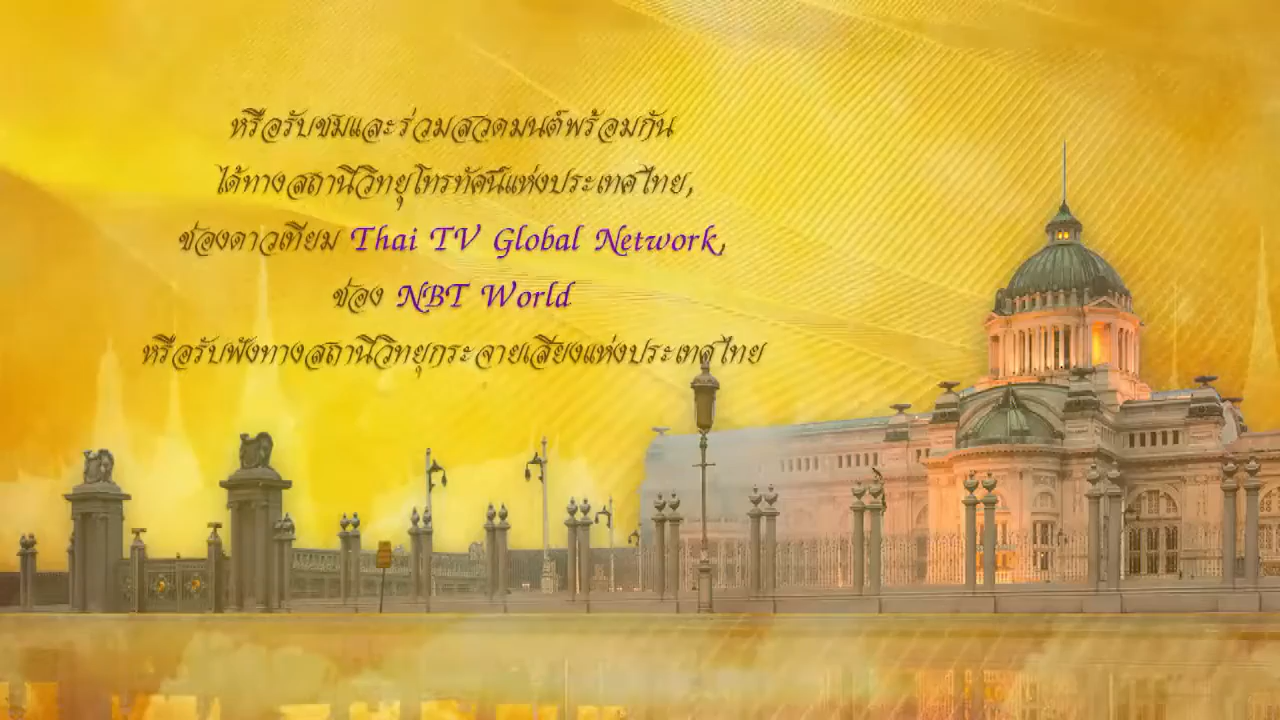 หรือรับชมและร่วมสวดมนต์พร้อมกัน
ได้ทางสถานีวิทยุโทรทัศน์แห่งประเทศไทย,
ช่องดาวเทียม Thai TV Global Network,
ช่อง NBT World
หรือรับฟังทางสถานีวิทยุกระจายเสียงแห่งประเทศไทย